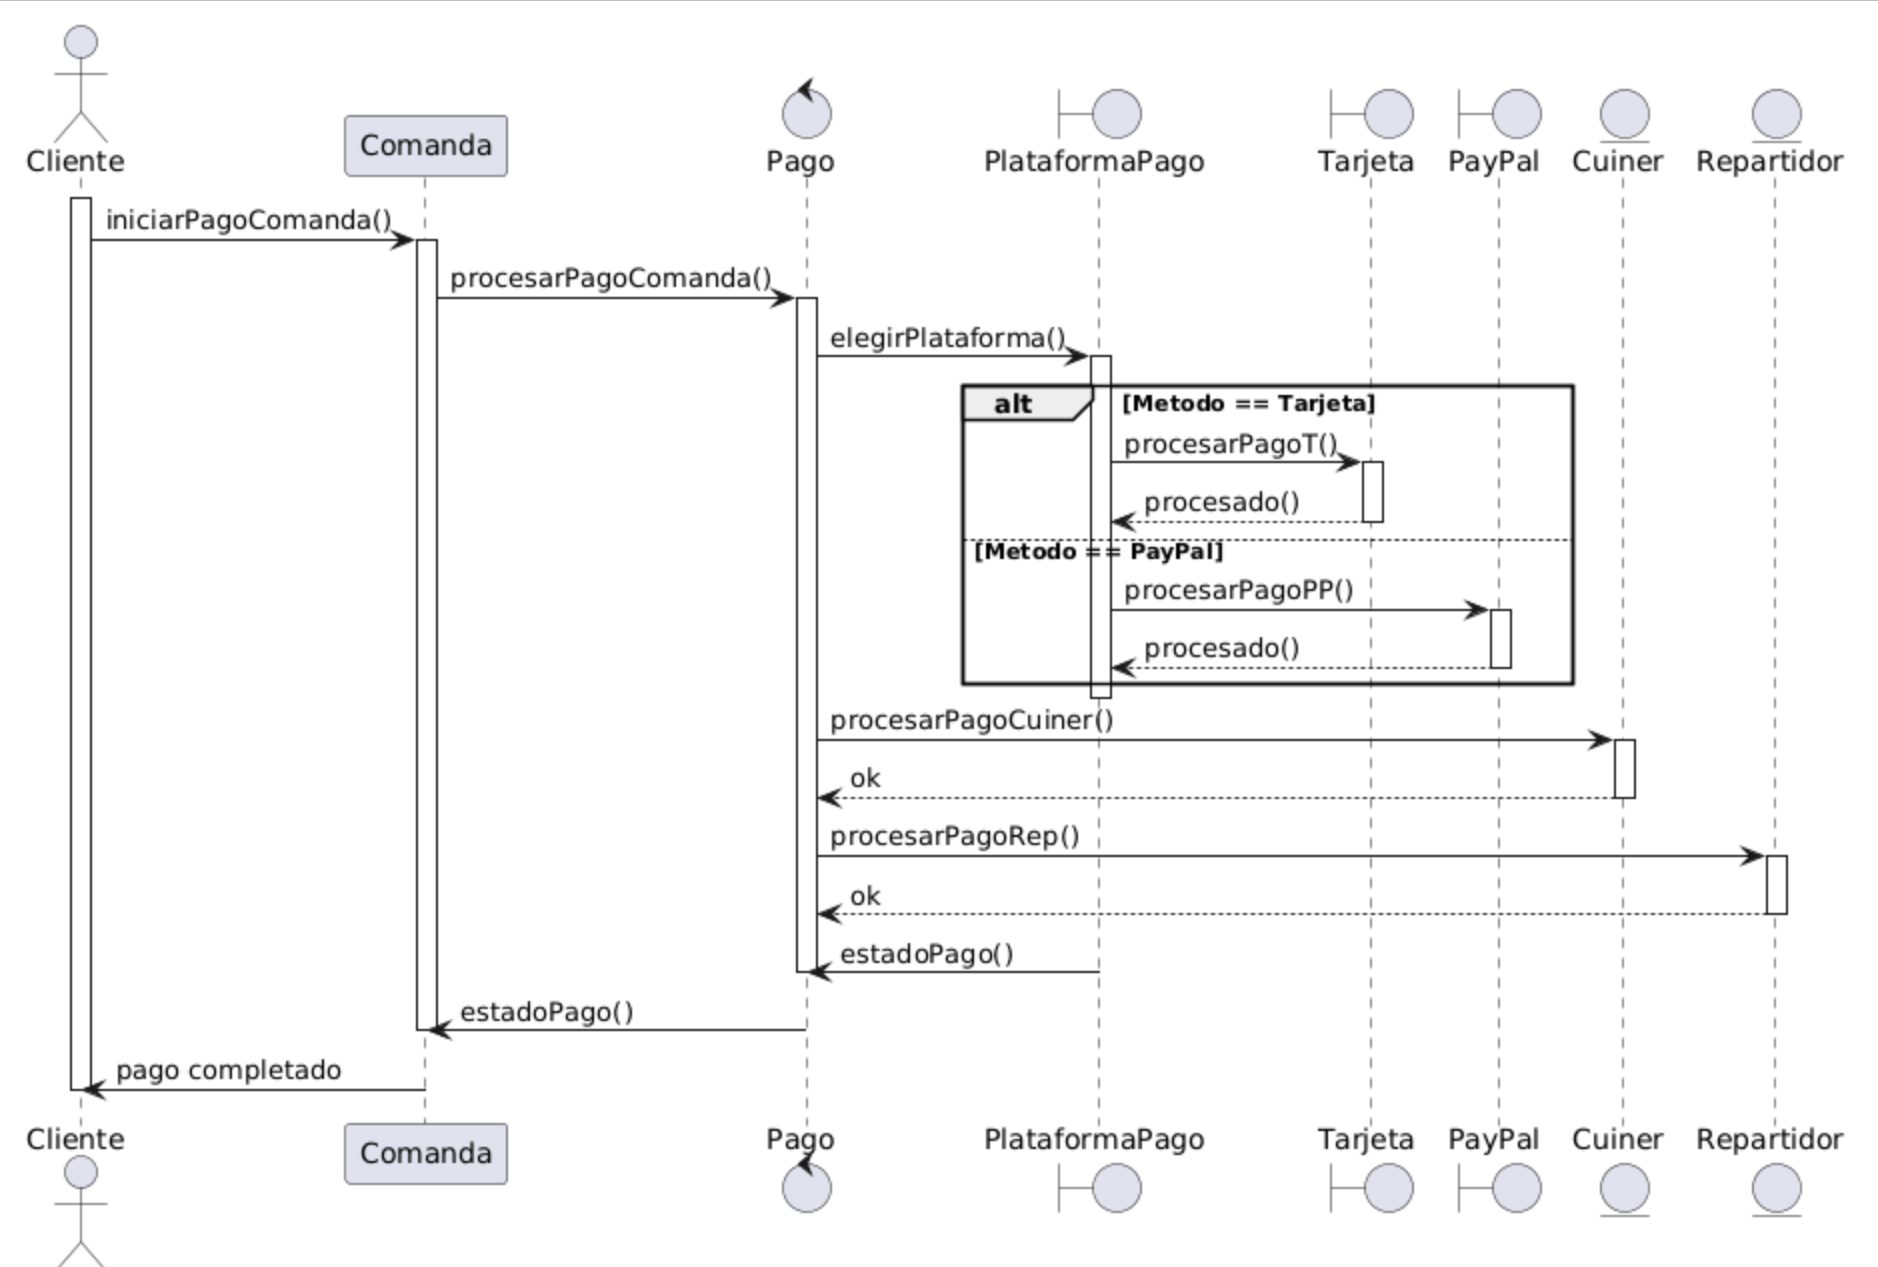 Cliente
Comanda
Pago
PlataformaPago
Tarjeta
PayPal
Cuiner
Repartidor
iniciarPagoComanda()
procesarPagoComanda()
elegirPlataforma()
alt
[Metodo == Tarjeta]
procesarPagoT()
procesado()
[Metodo == PayPal]
procesarPagoPP()
procesado()
procesarPagoCuiner()
ok
procesarPagoRep()
ok
estadoPago()
estadoPago()
pago completado
Cliente
Comanda
Pago
PlataformaPago
Tarjeta
PayPal
Cuiner
Repartidor